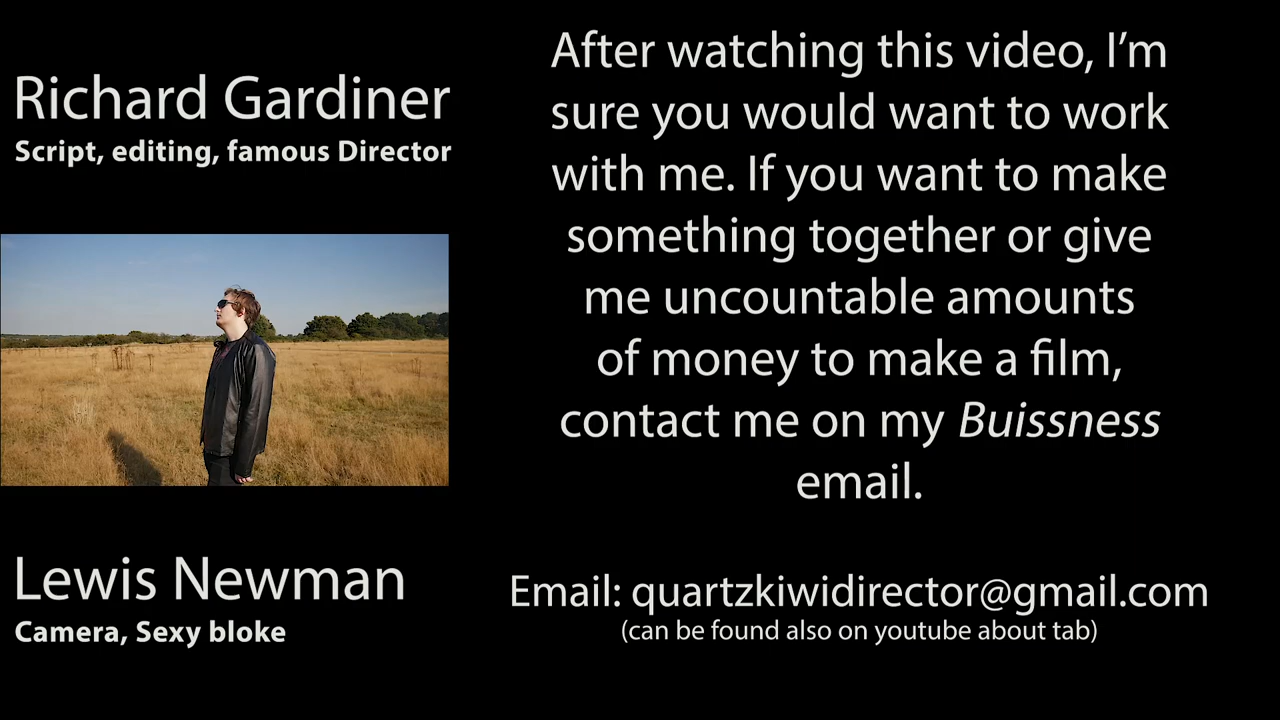 Richard Gardiner
Script, editing, famous Director
Lewis Newman
Camera, Sexy bloke
After watching this video, I’m
sure you would want to work
with me. If you want to make
something together or give
me uncountable amounts
of money to make a film,
contact me on my Buissness
email.
Email: quartzkiwidirector@gmail.com
(can be found also on youtube about tab)